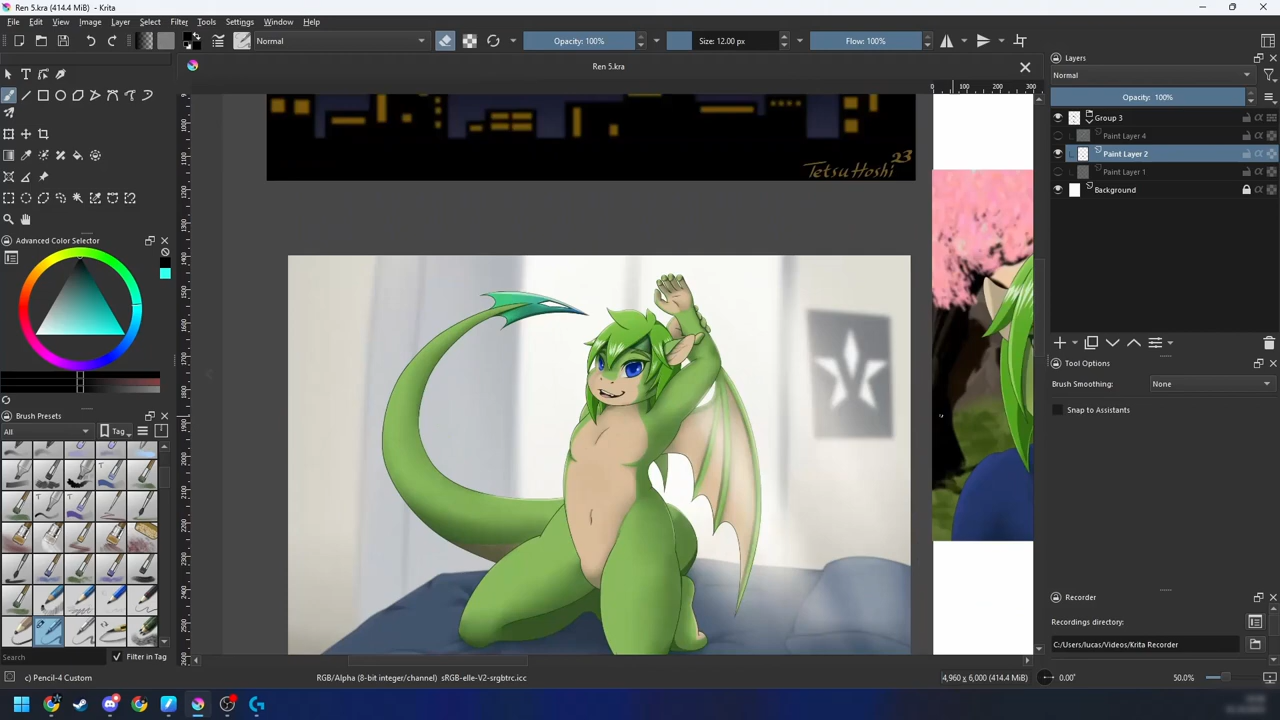 Ren 5.kra (414.4 MiB) - Krita
File Edit View Image Layer Select Filter Tools Settings Window Help
Normal
Opacity: 100%
Size: 12.00 px
Flow: 100%
Ren 5.kra
0 100 200 300
Tetsu Hoshi 23
Advanced Color Selector
Brush Presets
All
Tag
Search
Filter in Tag
Layers
Normal
Opacity: 100%
Group 3
Paint Layer 4
Paint Layer 2
Paint Layer 1
Background
Tool Options
Brush Smoothing: None
Snap to Assistants
Recorder
Recordings directory:
C:/Users/lucas/Videos/Krita Recorder
c) Pencil-4 Custom
RGB/Alpha (8-bit integer/channel) sRGB-elle-V2-srgbtrc.icc
4,960 x 6,000 (414.4 MiB)
0.00°
50.0%